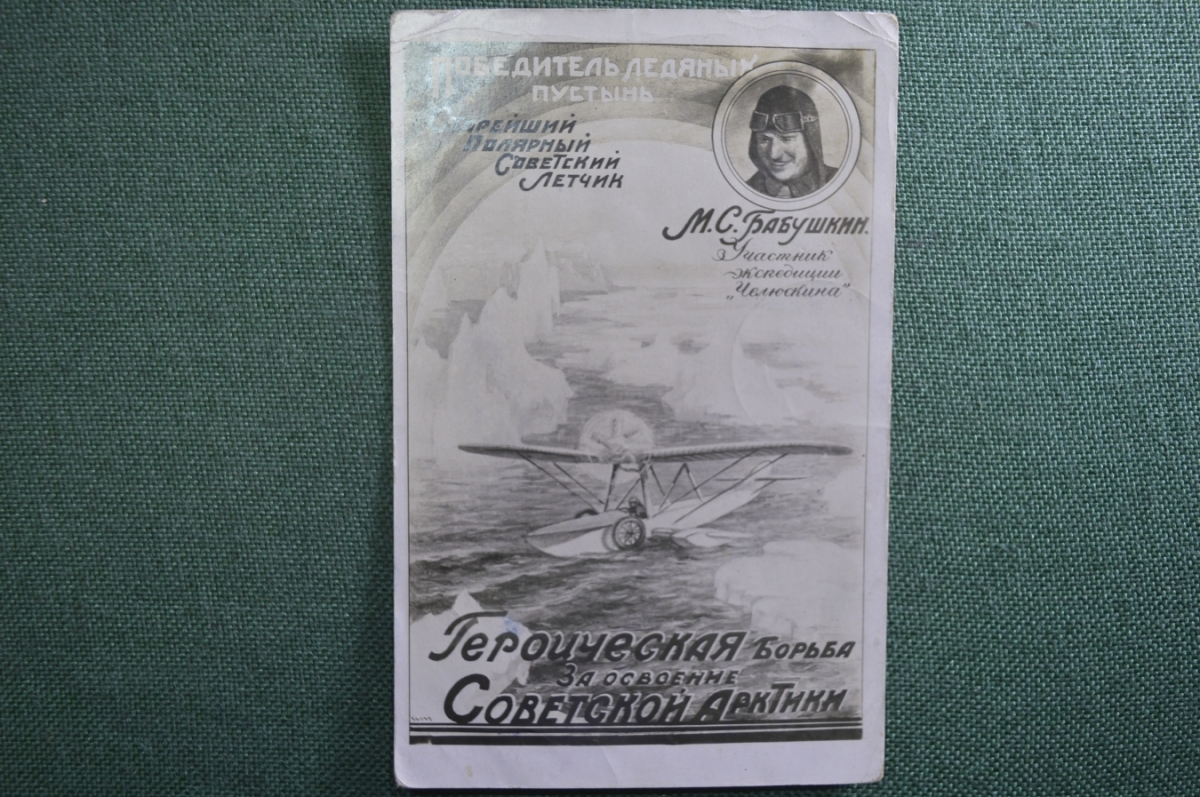 ПОБЕДИТЕЛЬ ЛЕДЯНЫХ
ПУСТЫНЬ
СТАРЕЙШИЙ
ПОЛЯРНЫЙ
СОВЕТСКИЙ
ЛЕТЧИК
М.С. БАБУШКИН.
Участник
экспедиции
„Челюскина"
ГЕРОИЧЕСКАЯ БОРЬБА
ЗА ОСВОЕНИЕ
СОВЕТСКОЙ АРКТИКИ